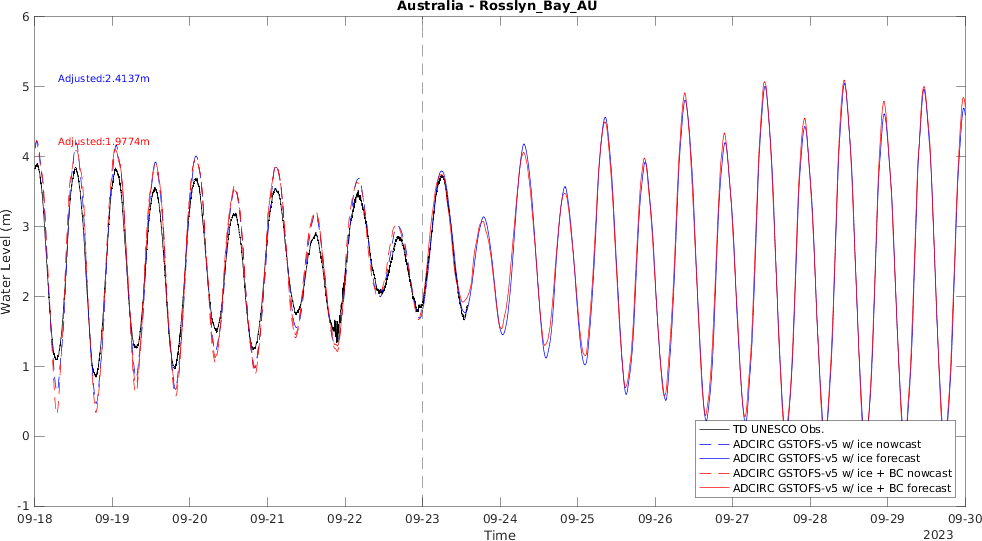 Australia - Rosslyn_Bay_AU
6
5
4
3
2
1
0
-1
Water Level (m)
Adjusted:2.4137m
Adjusted:1.9774m
TD UNESCO Obs.
ADCIRC GSTOFS-v5 w/ ice nowcast
ADCIRC GSTOFS-v5 w/ ice forecast
ADCIRC GSTOFS-v5 w/ ice + BC nowcast
ADCIRC GSTOFS-v5 w/ ice + BC forecast
09-18 09-19 09-20 09-21 09-22 09-23 09-24 09-25 09-26 09-27 09-28 09-29 09-30
Time
2023